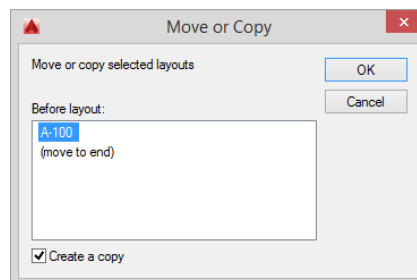 Move or Copy
Move or copy selected layouts
OK
Cancel
Before layout:
A-100
(move to end)
Create a copy